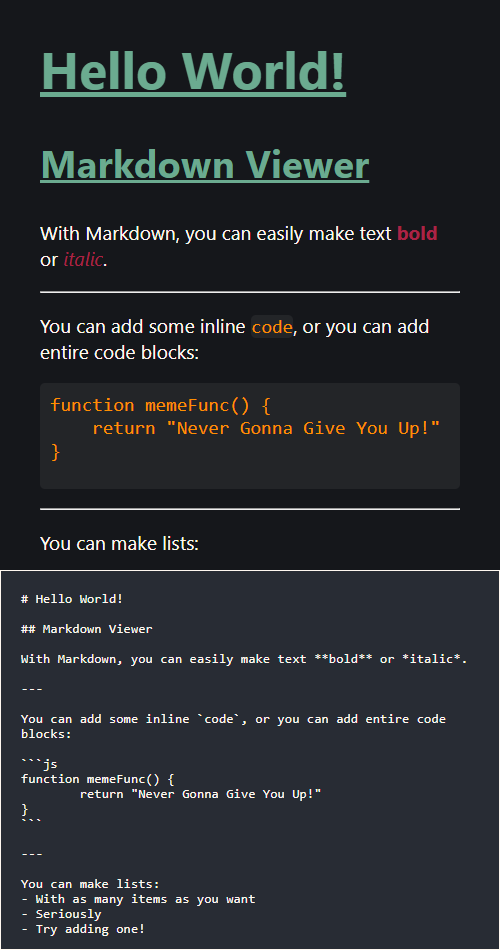 Hello World!
Markdown Viewer
With Markdown, you can easily make text bold
or italic.
You can add some inline code, or you can add
entire code blocks:
function memeFunc() {
    return "Never Gonna Give You Up!"
}
You can make lists:
# Hello World!
## Markdown Viewer
With Markdown, you can easily make text **bold** or *italic*.
---
You can add some inline `code`, or you can add entire code
blocks:
```js
function memeFunc() {
        return "Never Gonna Give You Up!"
}
```
---
You can make lists:
- With as many items as you want
- Seriously
- Try adding one!